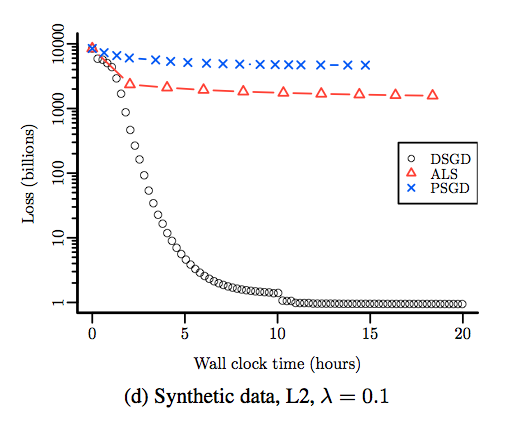 Loss (billions)
10000
1000
100
10
1
DSGD
ALS
PSGD
0 5 10 15 20
Wall clock time (hours)
(d) Synthetic data, L2, λ = 0.1